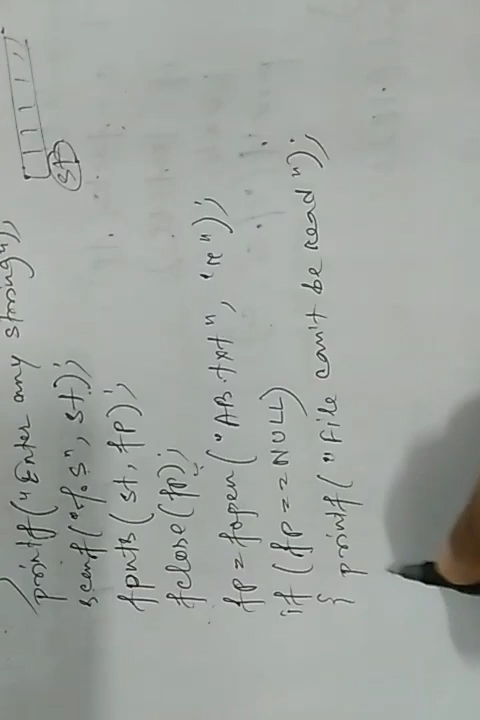 printf("Enter any string");
scanf("%s", st);
fputs(st, fp);
fclose(fp);
fp = fopen("AB.txt", "r");
if (fp == NULL)
{ printf("File can't be read");
st